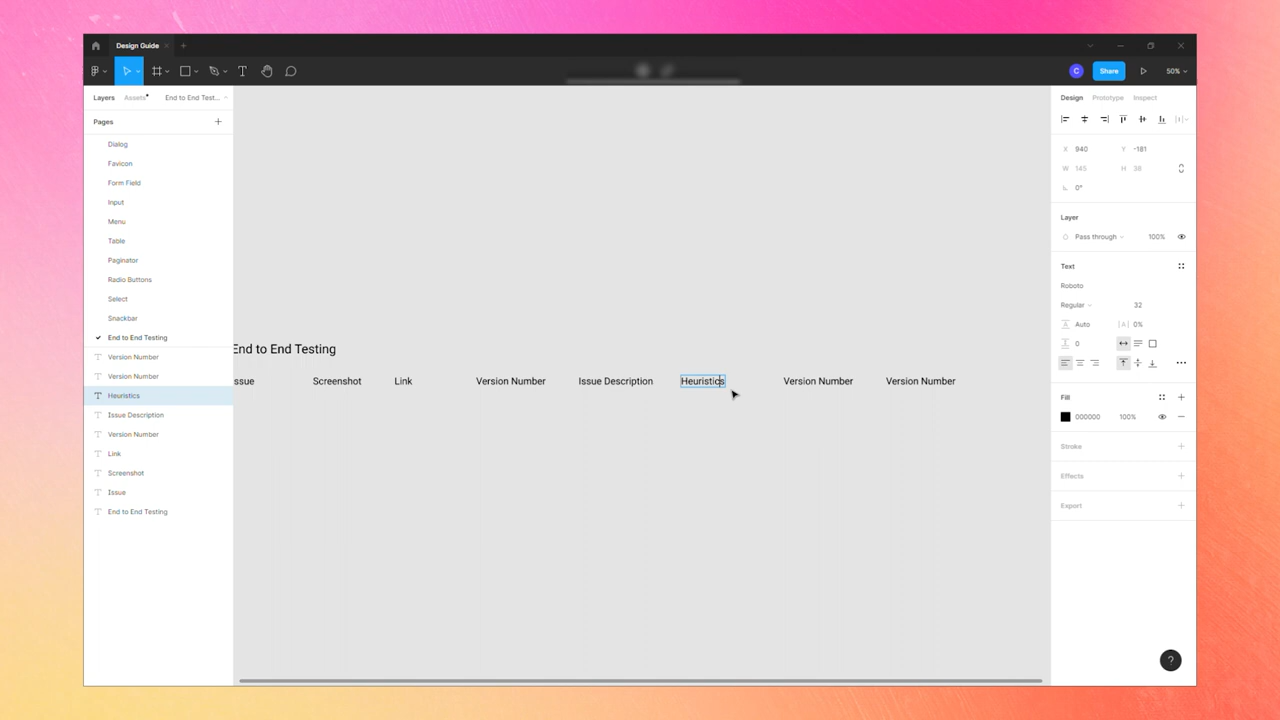 Design Guide
C
Share
50%
Layers Assets End to End Test...
Pages
Dialog
Favicon
Form Field
Input
Menu
Table
Paginator
Radio Buttons
Select
Snackbar
End to End Testing
Version Number
Version Number
Heuristics
Issue Description
Version Number
Link
Screenshot
Issue
End to End Testing
End to End Testing
ssue Screenshot Link Version Number Issue Description Heuristics Version Number Version Number
Design Prototype Inspect
X 940 Y -181
W 145 H 38
0°
Layer
Pass through 100%
Text
Roboto
Regular 32
Auto |A| 0%
0
Fill
000000 100%
Stroke
Effects
Export
?